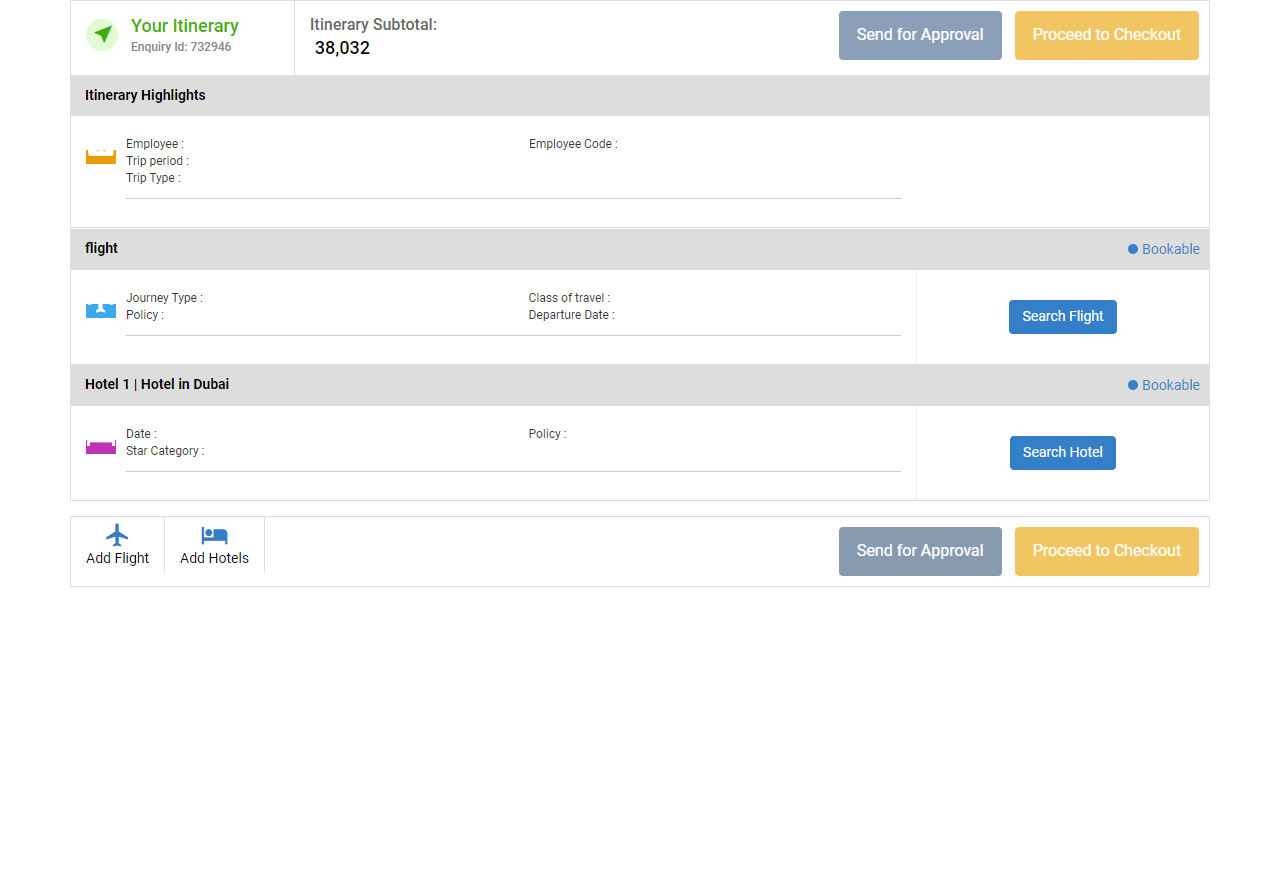 Your Itinerary
Enquiry Id: 732946
Itinerary Subtotal:
38,032
Send for Approval
Proceed to Checkout
Itinerary Highlights
Employee :
Employee Code :
Trip period :
Trip Type :
flight
Bookable
Journey Type :
Class of travel :
Policy :
Departure Date :
Search Flight
Hotel 1 | Hotel in Dubai
Bookable
Date :
Policy :
Star Category :
Search Hotel
Add Flight
Add Hotels
Send for Approval
Proceed to Checkout